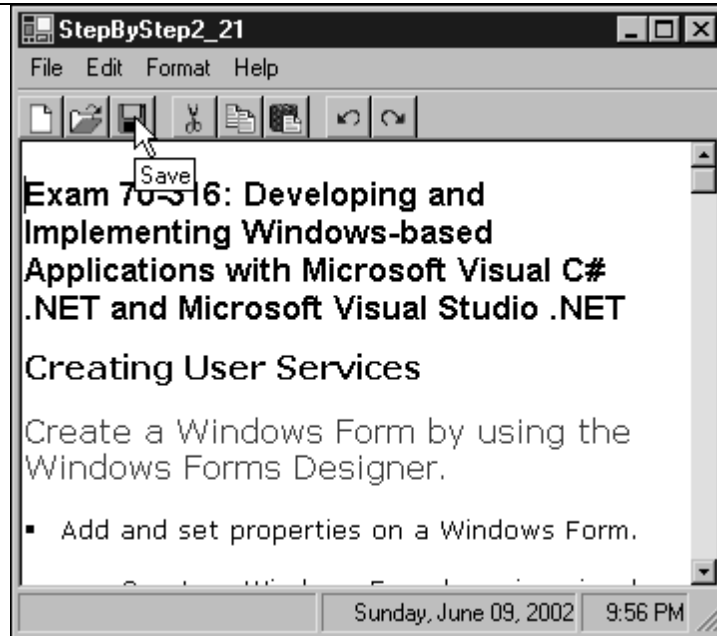 StepByStep2_21
File Edit Format Help
Save
Exam 70-316: Developing and
Implementing Windows-based
Applications with Microsoft Visual C#
.NET and Microsoft Visual Studio .NET
Creating User Services
Create a Windows Form by using the
Windows Forms Designer.
▪ Add and set properties on a Windows Form.
Sunday, June 09, 2002 9:56 PM